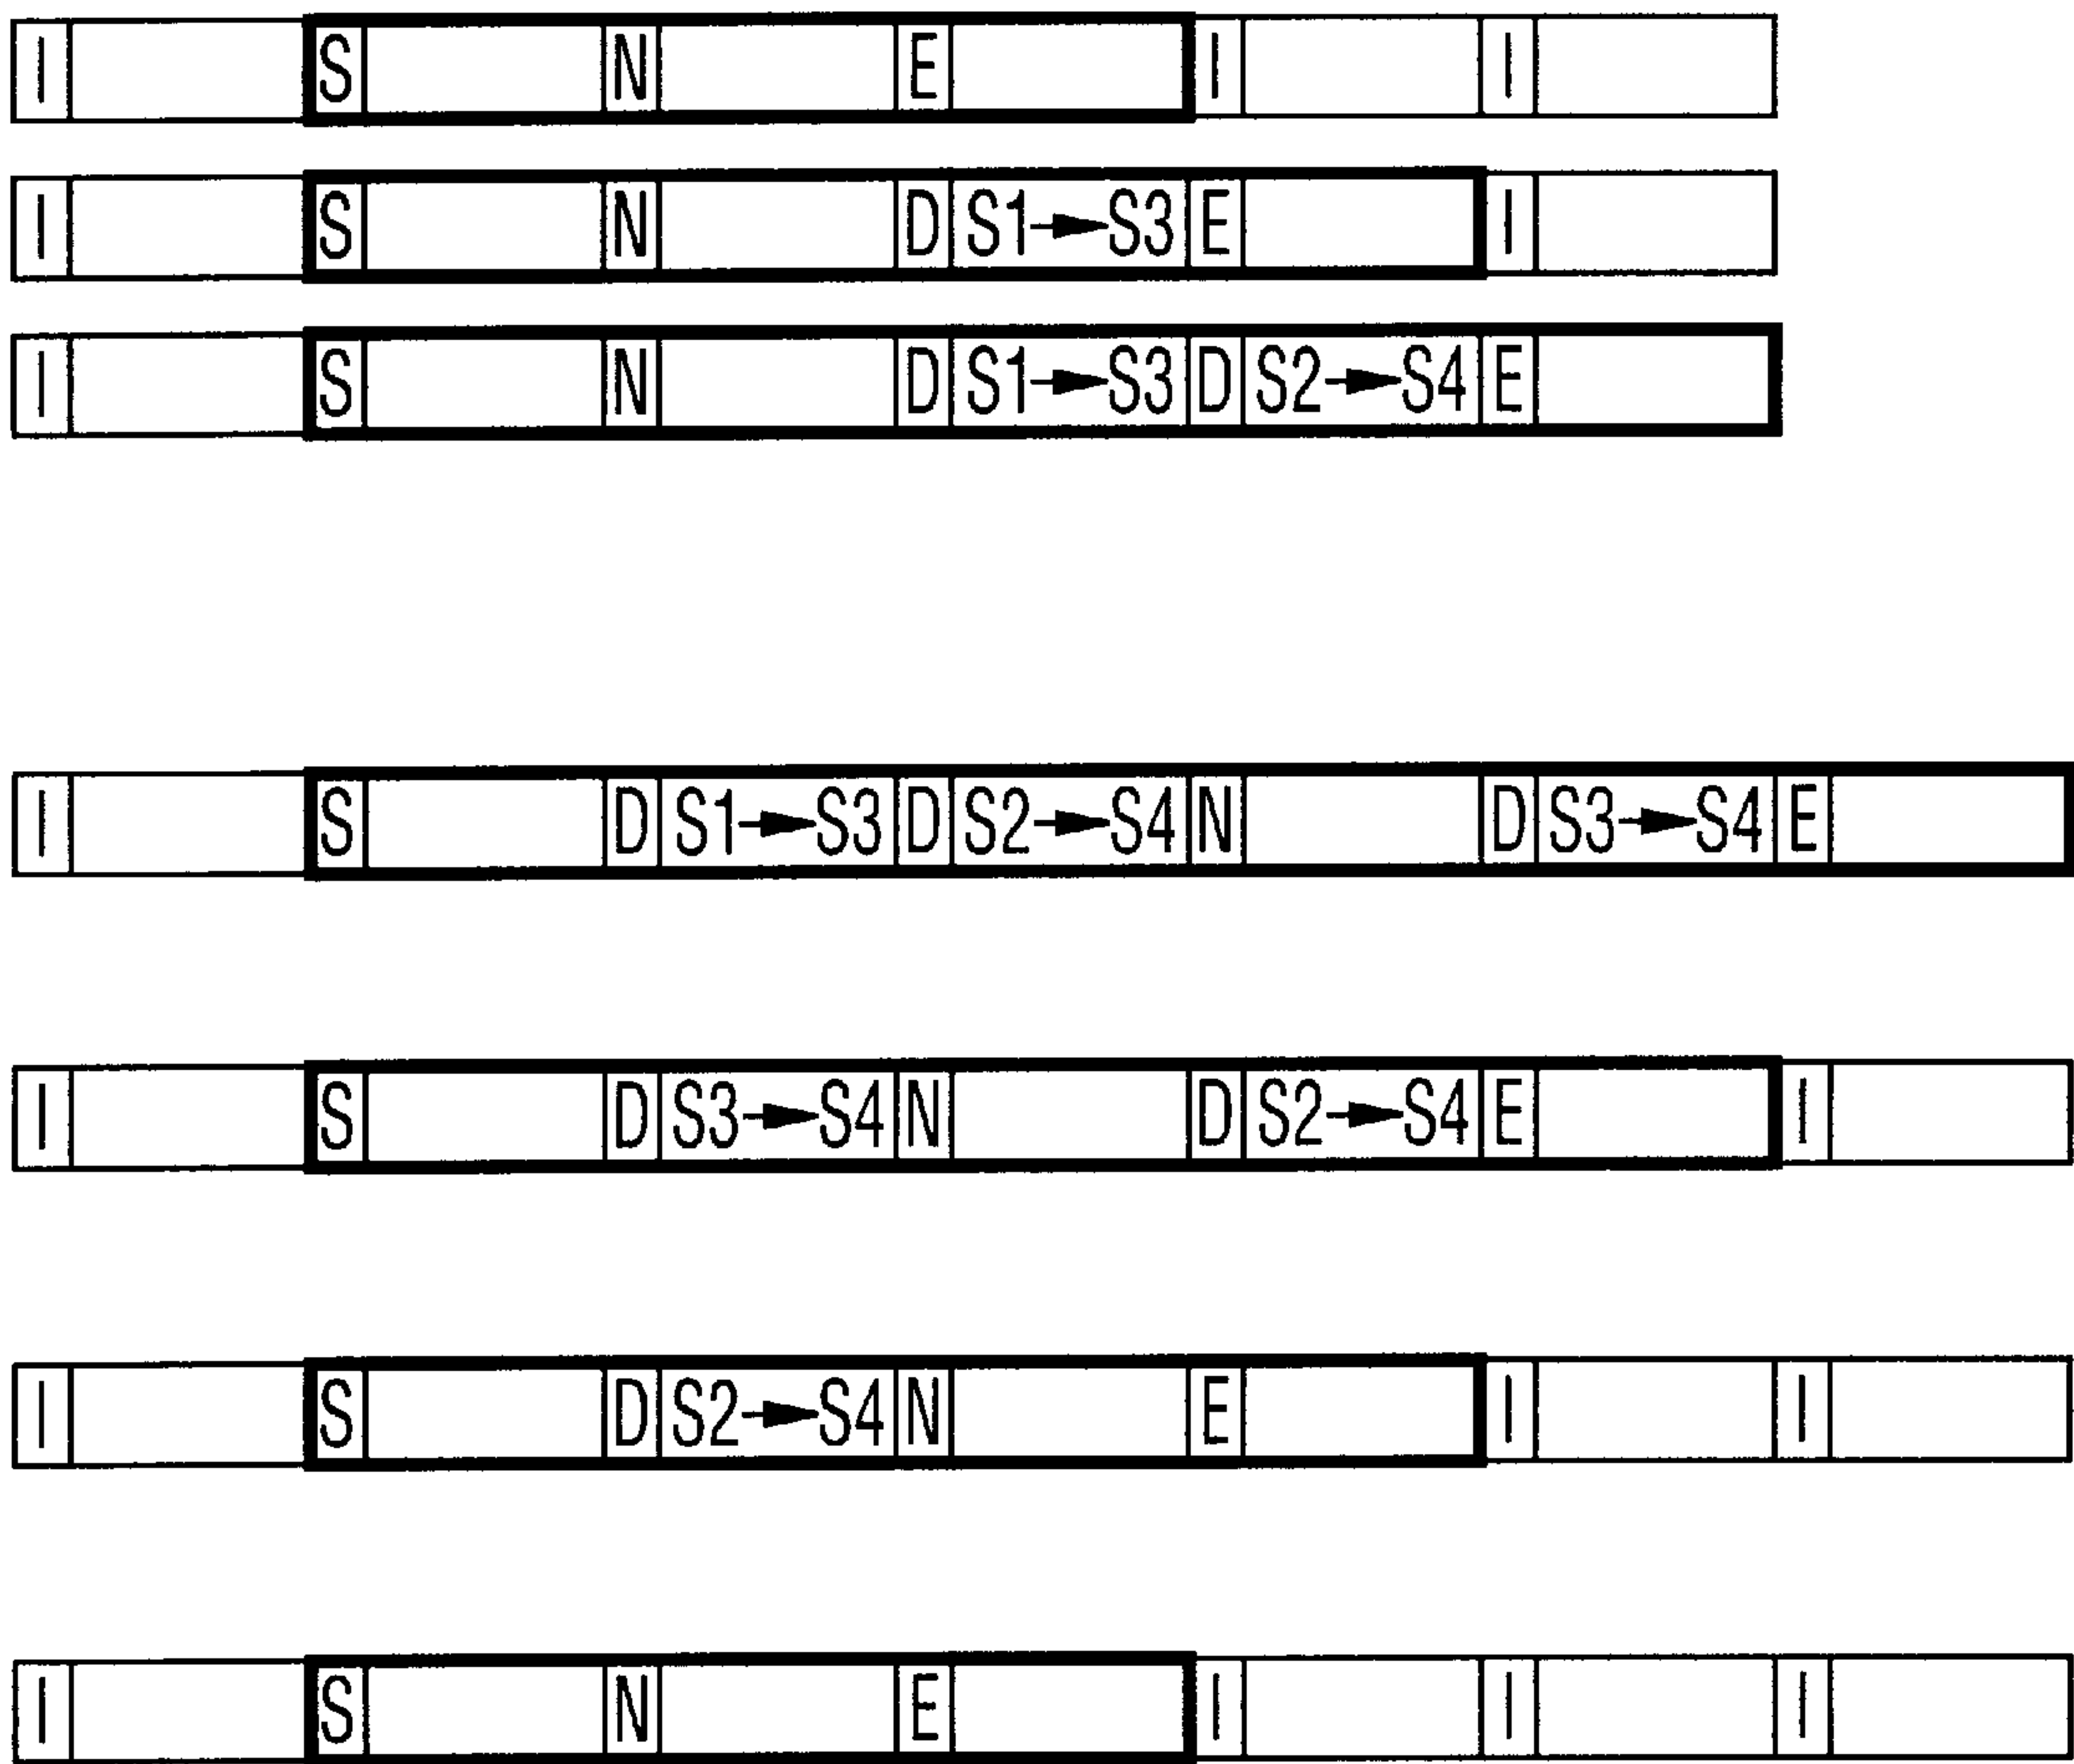 I S N E I I
I S N D S1→S3 E I
I S N D S1→S3 D S2→S4 E
I S D S1→S3 D S2→S4 N D S3→S4 E
I S D S3→S4 N D S2→S4 E I
I S D S2→S4 N E I I
I S N E I I I